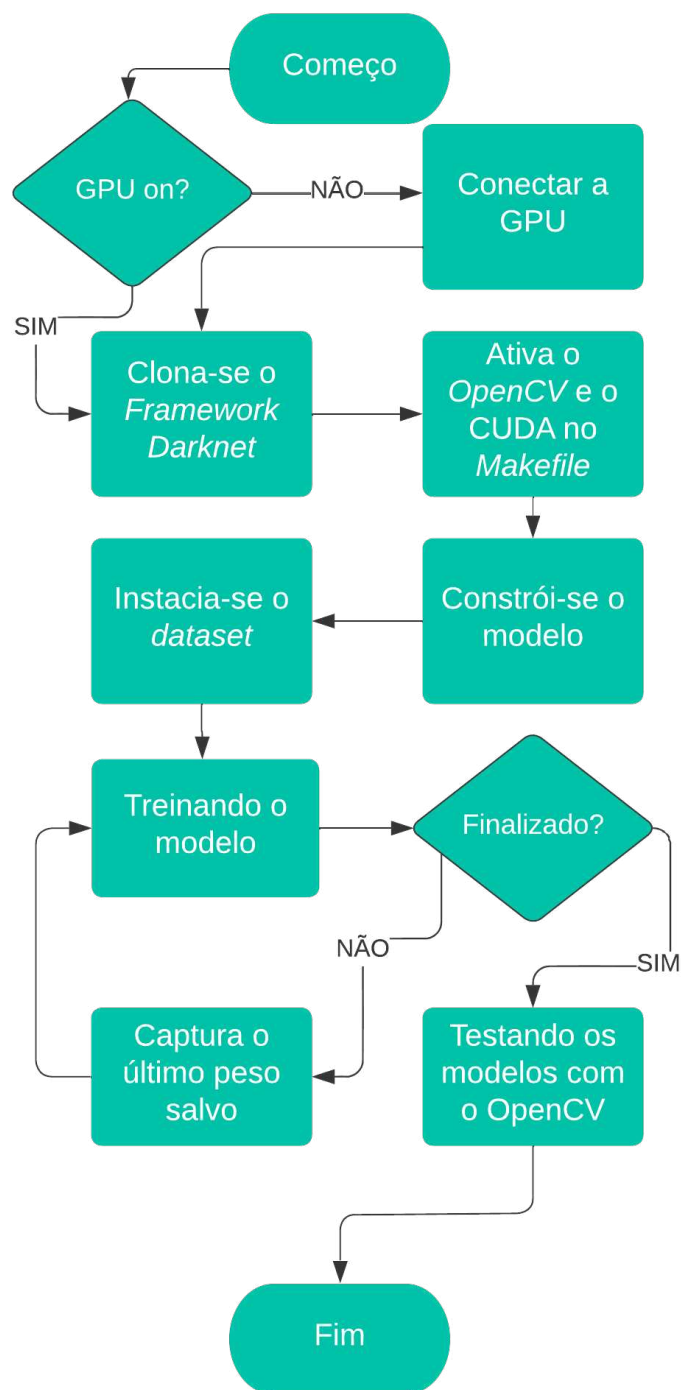 Começo
GPU on?
NÃO
Conectar a
GPU
SIM
Clona-se o
Framework
Darknet
Ativa o
OpenCV e o
CUDA no
Makefile
Constrói-se o
modelo
Instacia-se o
dataset
Treinando o
modelo
Finalizado?
NÃO
SIM
Captura o
último peso
salvo
Testando os
modelos com
o OpenCV
Fim